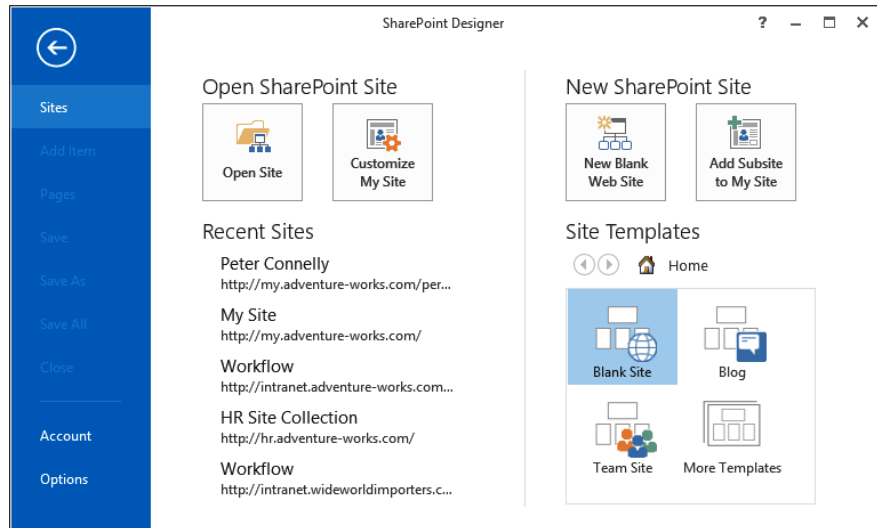 SharePoint Designer
?
Sites
Add Item
Pages
Save
Save As
Save All
Close
Account
Options
Open SharePoint Site
Open Site
Customize
My Site
Recent Sites
Peter Connelly
http://my.adventure-works.com/per...
My Site
http://my.adventure-works.com/
Workflow
http://intranet.adventure-works.com...
HR Site Collection
http://hr.adventure-works.com/
Workflow
http://intranet.wideworldimporters.c...
New SharePoint Site
New Blank
Web Site
Add Subsite
to My Site
Site Templates
Home
Blank Site
Blog
Team Site
More Templates